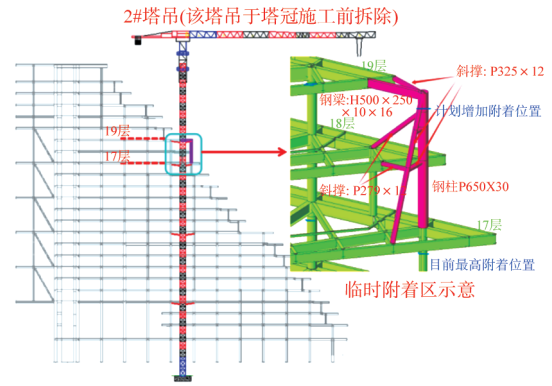 2#塔吊(该塔吊于塔冠施工前拆除)
19层
斜撑: P325×12
钢梁:H500×250
×10×16
计划增加附着位置
19层
18层
17层
斜撑: P279×1
钢柱P650X30
17层
目前最高附着位置
临时附着区示意